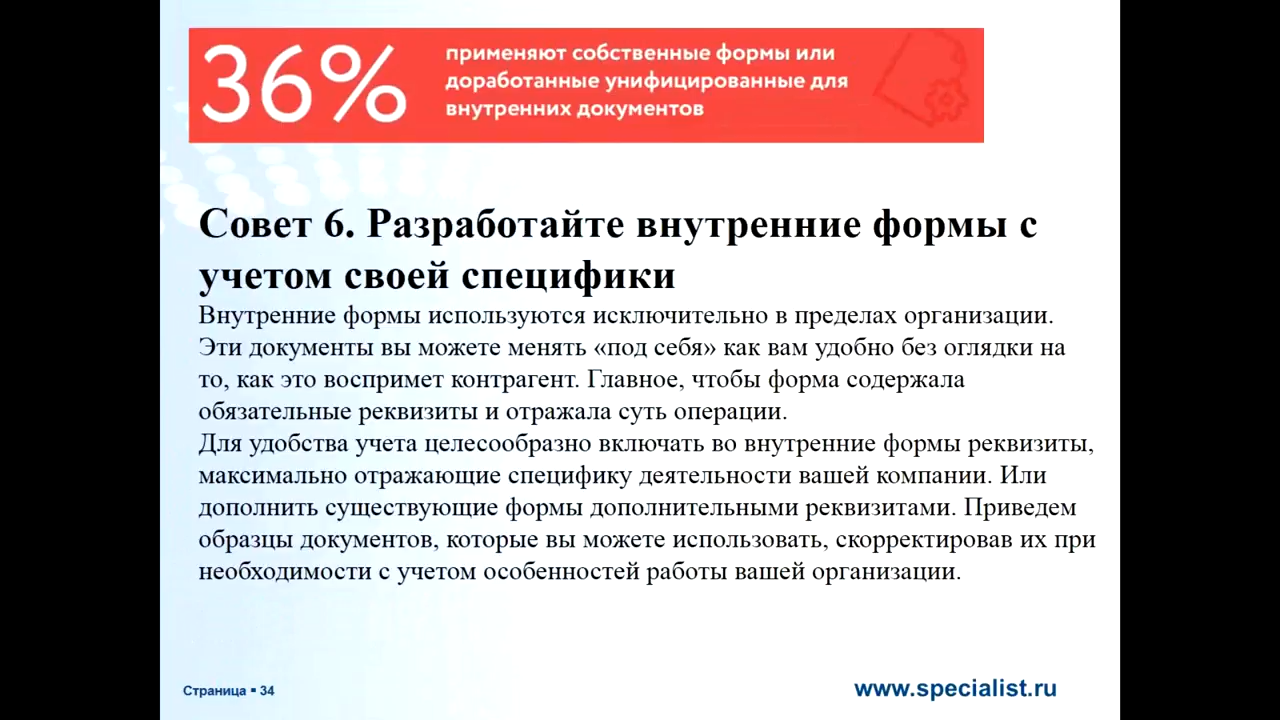 36%
применяют собственные формы или
доработанные унифицированные для
внутренних документов
Совет 6. Разработайте внутренние формы с
учетом своей специфики
Внутренние формы используются исключительно в пределах организации.
Эти документы вы можете менять «под себя» как вам удобно без оглядки на
то, как это воспримет контрагент. Главное, чтобы форма содержала
обязательные реквизиты и отражала суть операции.
Для удобства учета целесообразно включать во внутренние формы реквизиты,
максимально отражающие специфику деятельности вашей компании. Или
дополнить существующие формы дополнительными реквизитами. Приведем
образцы документов, которые вы можете использовать, скорректировав их при
необходимости с учетом особенностей работы вашей организации.
Страница ▪ 34
www.specialist.ru